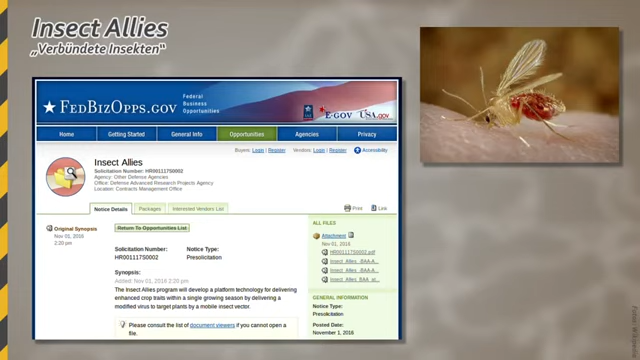 Insect Allies
„Verbündete Insekten“
FedBizOpps.gov
Federal
Business
Opportunities
E-GOV USA.gov
Home Getting Started General Info Opportunities Agencies Privacy
Buyers: Login | Register Vendors: Login | Register Accessibility
Insect Allies
Solicitation Number: HR001117S0002
Agency: Other Defense Agencies
Office: Defense Advanced Research Projects Agency
Location: Contracts Management Office
Notice Details Packages Interested Vendors List
Print Link
Original Synopsis
Nov 01, 2016
2:20 pm
Return To Opportunities List
Solicitation Number:
HR001117S0002
Notice Type:
Presolicitation
Synopsis:
Added: Nov 01, 2016 2:20 pm
The Insect Allies program will develop a platform technology for delivering
enhanced crop traits within a single growing season by delivering a
modified virus to target plants by a mobile insect vector.
Please consult the list of document viewers if you cannot open a
file.
ALL FILES
Attachment
Nov 01, 2016
HR001117S0002.pdf
Insect_Allies_BAA-A...
Insect_Allies_BAA-A...
GENERAL INFORMATION
Notice Type:
Presolicitation
Posted Date:
November 1, 2016